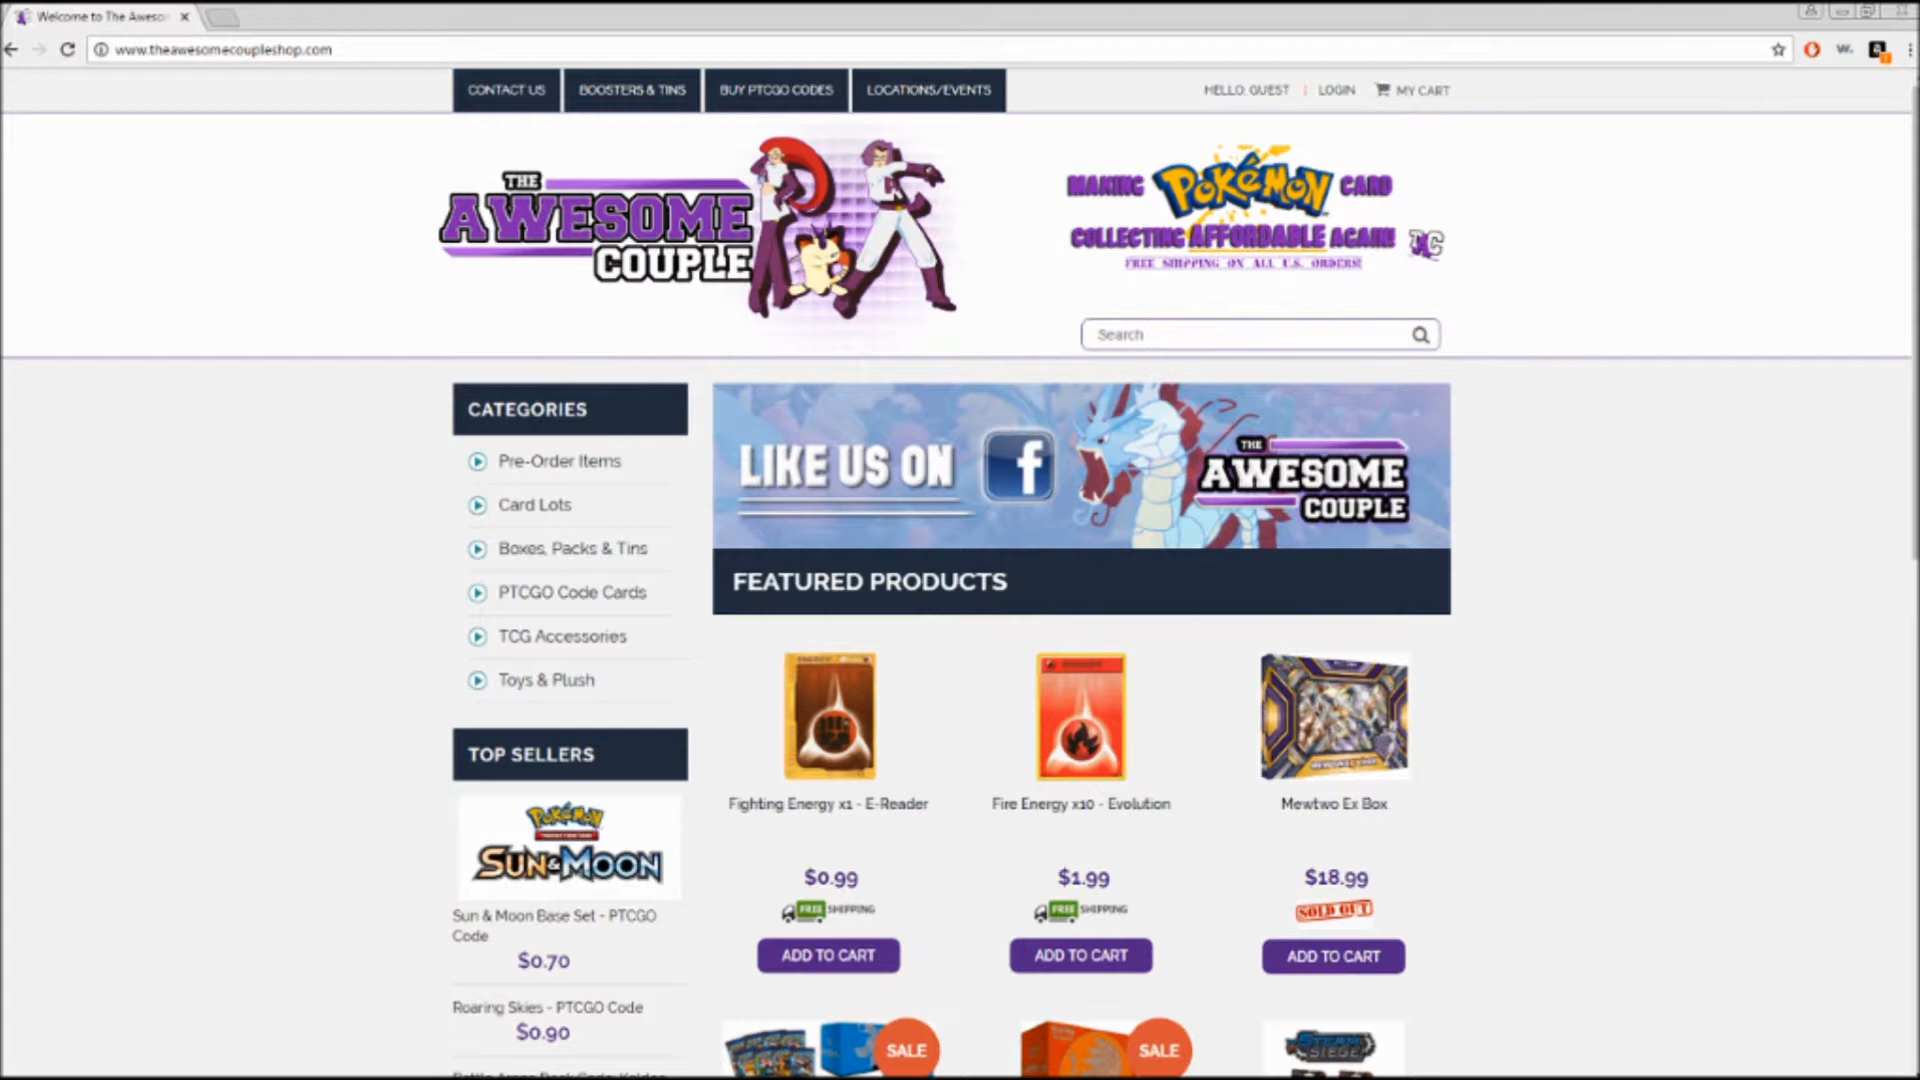 Welcome to The Aweso
www.theawesomecoupleshop.com
CONTACT US
BOOSTERS & TINS
BUY PTCGO CODES
LOCATIONS/EVENTS
HELLO, GUEST | LOGIN
MY CART
THE
AWESOME
COUPLE
MAKING POKéMON CARD
COLLECTING AFFORDABLE AGAIN!
FREE SHIPPING ON ALL U.S. ORDERS!
Search
CATEGORIES
Pre-Order Items
Card Lots
Boxes, Packs & Tins
PTCGO Code Cards
TCG Accessories
Toys & Plush
LIKE US ON f
THE
AWESOME
COUPLE
FEATURED PRODUCTS
Fighting Energy x1 - E-Reader
$0.99
FREE SHIPPING
ADD TO CART
Fire Energy x10 - Evolution
$1.99
FREE SHIPPING
ADD TO CART
Mewtwo Ex Box
$18.99
SOLD OUT
ADD TO CART
TOP SELLERS
POKéMON
SUN & MOON
Sun & Moon Base Set - PTCGO
Code
$0.70
Roaring Skies - PTCGO Code
$0.90
SALE
SALE
STEAM
SIEGE